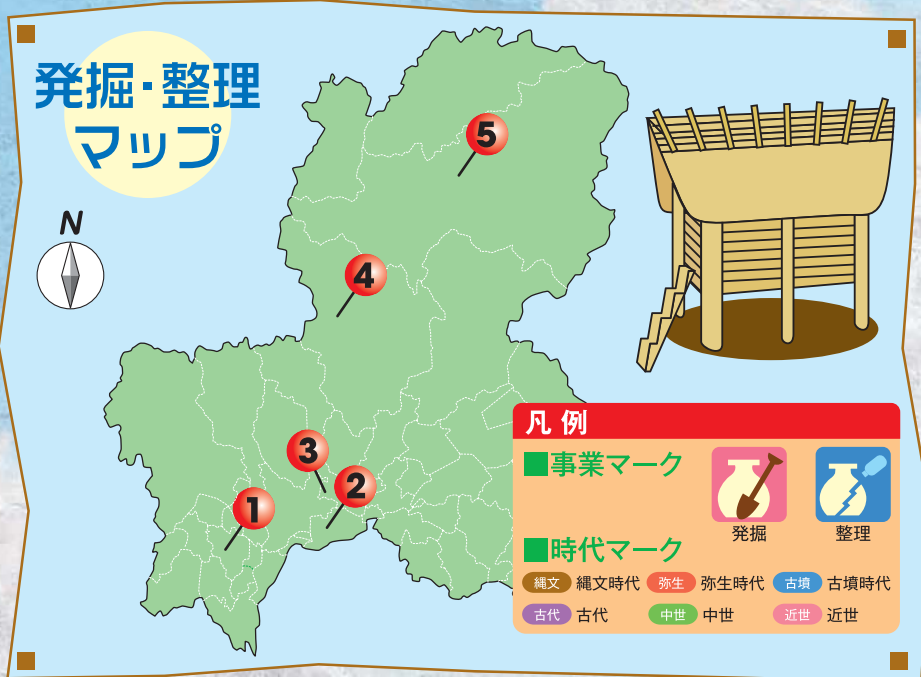 発掘・整理
マップ
N
5
4
3
2
1
凡 例
■事業マーク
発掘
整理
■時代マーク
縄文 縄文時代 弥生 弥生時代 古墳 古墳時代
古代 古代 中世 中世 近世 近世